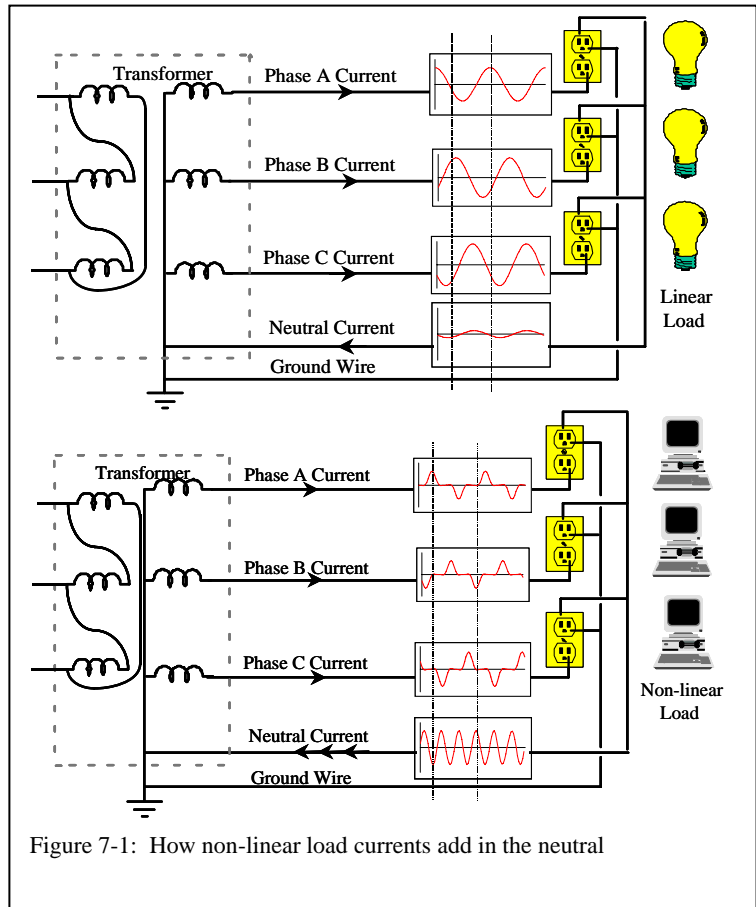 Transformer
Phase A Current
Phase B Current
Phase C Current
Neutral Current
Ground Wire
Linear
Load
Transformer
Phase A Current
Phase B Current
Phase C Current
Neutral Current
Ground Wire
Non-linear
Load
Figure 7-1: How non-linear load currents add in the neutral